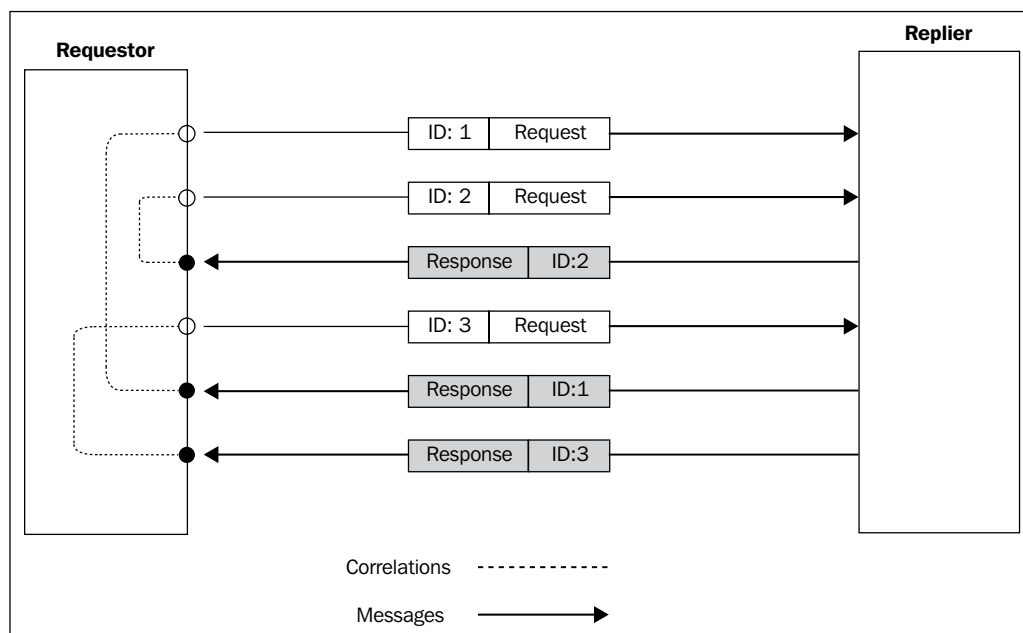 Requestor
Replier
ID: 1 Request
ID: 2 Request
Response ID:2
ID: 3 Request
Response ID:1
Response ID:3
Correlations
Messages